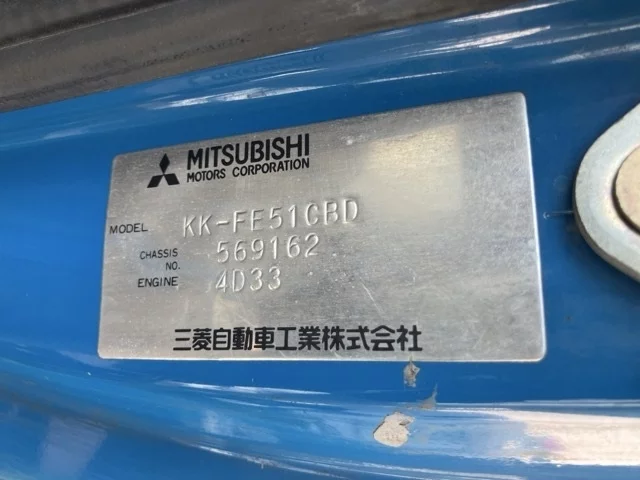 MITSUBISHI
MOTORS CORPORATION
MODEL KK-FE51CBD
CHASSIS NO. 569162
ENGINE 4D33
三菱自動車工業株式会社